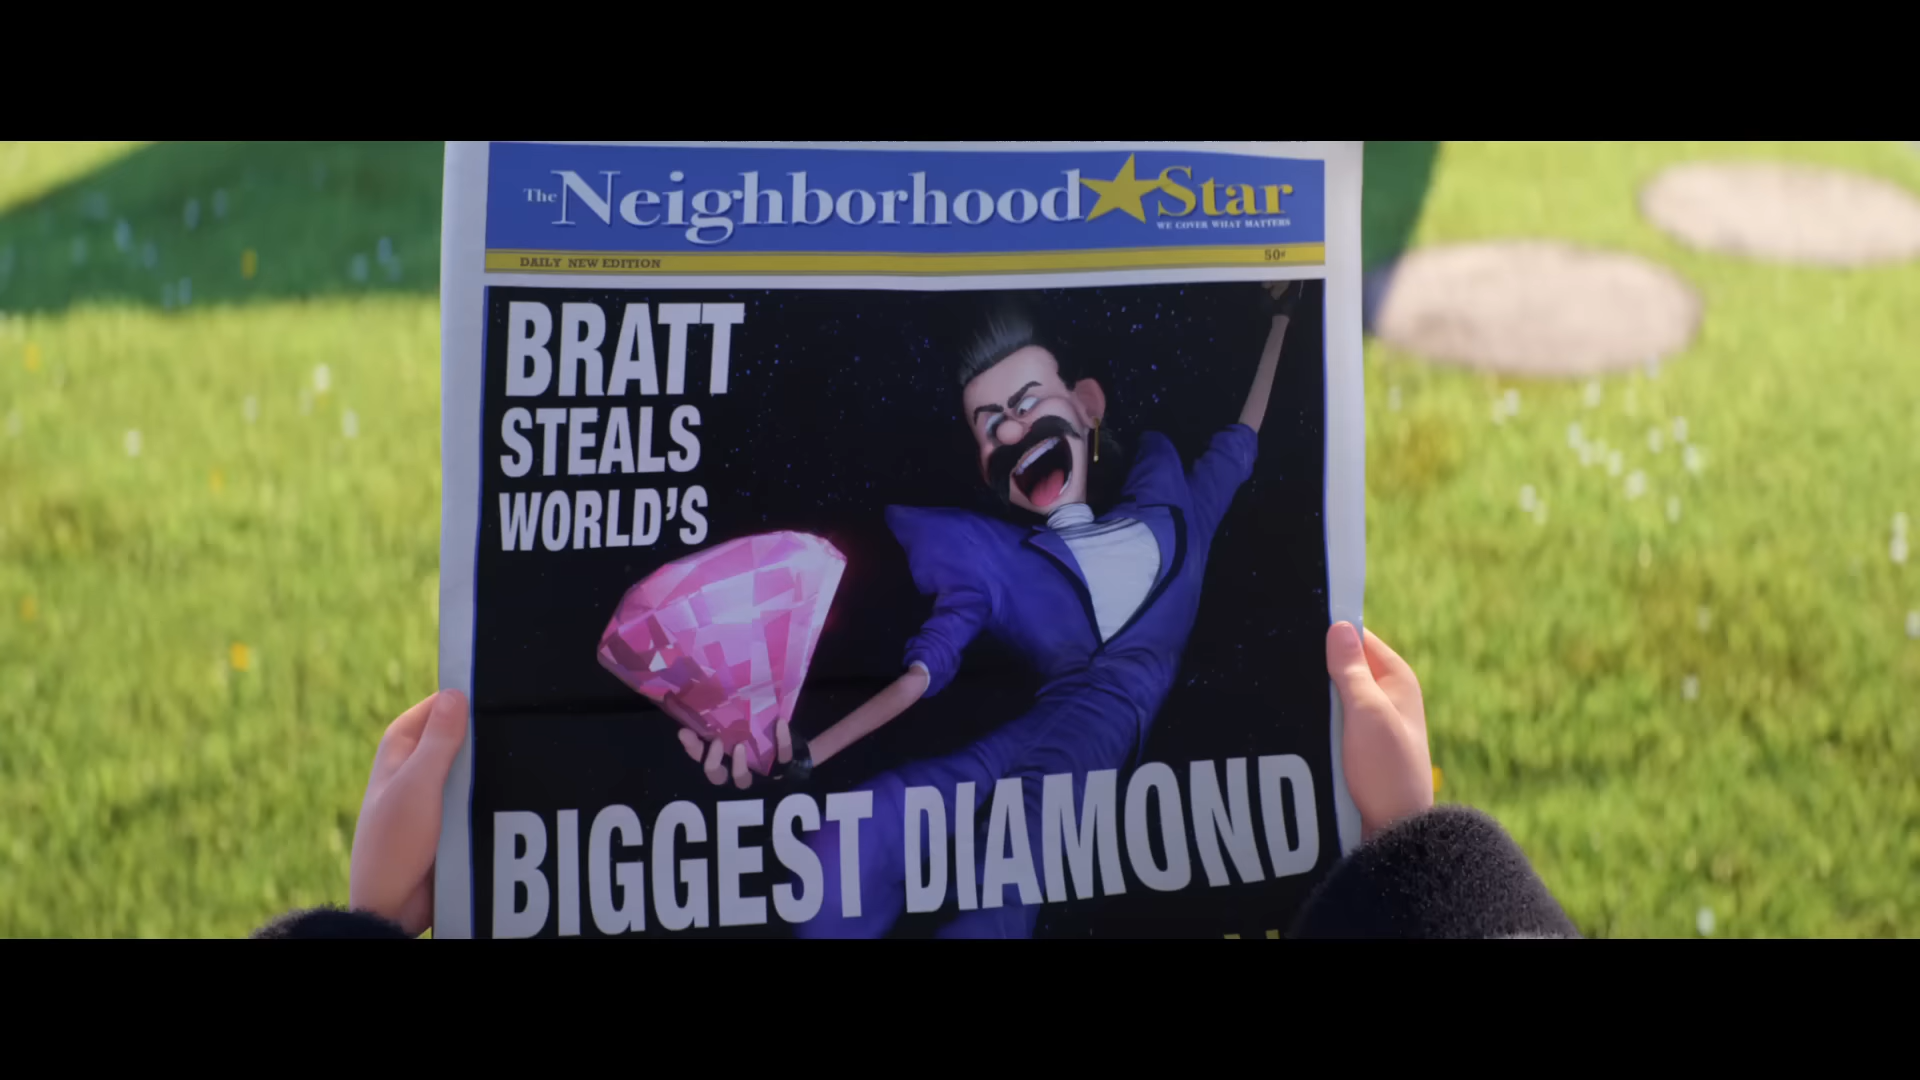 The Neighborhood Star
WE COVER WHAT MATTERS
DAILY NEW EDITION 50¢
BRATT
STEALS
WORLD'S
BIGGEST DIAMOND